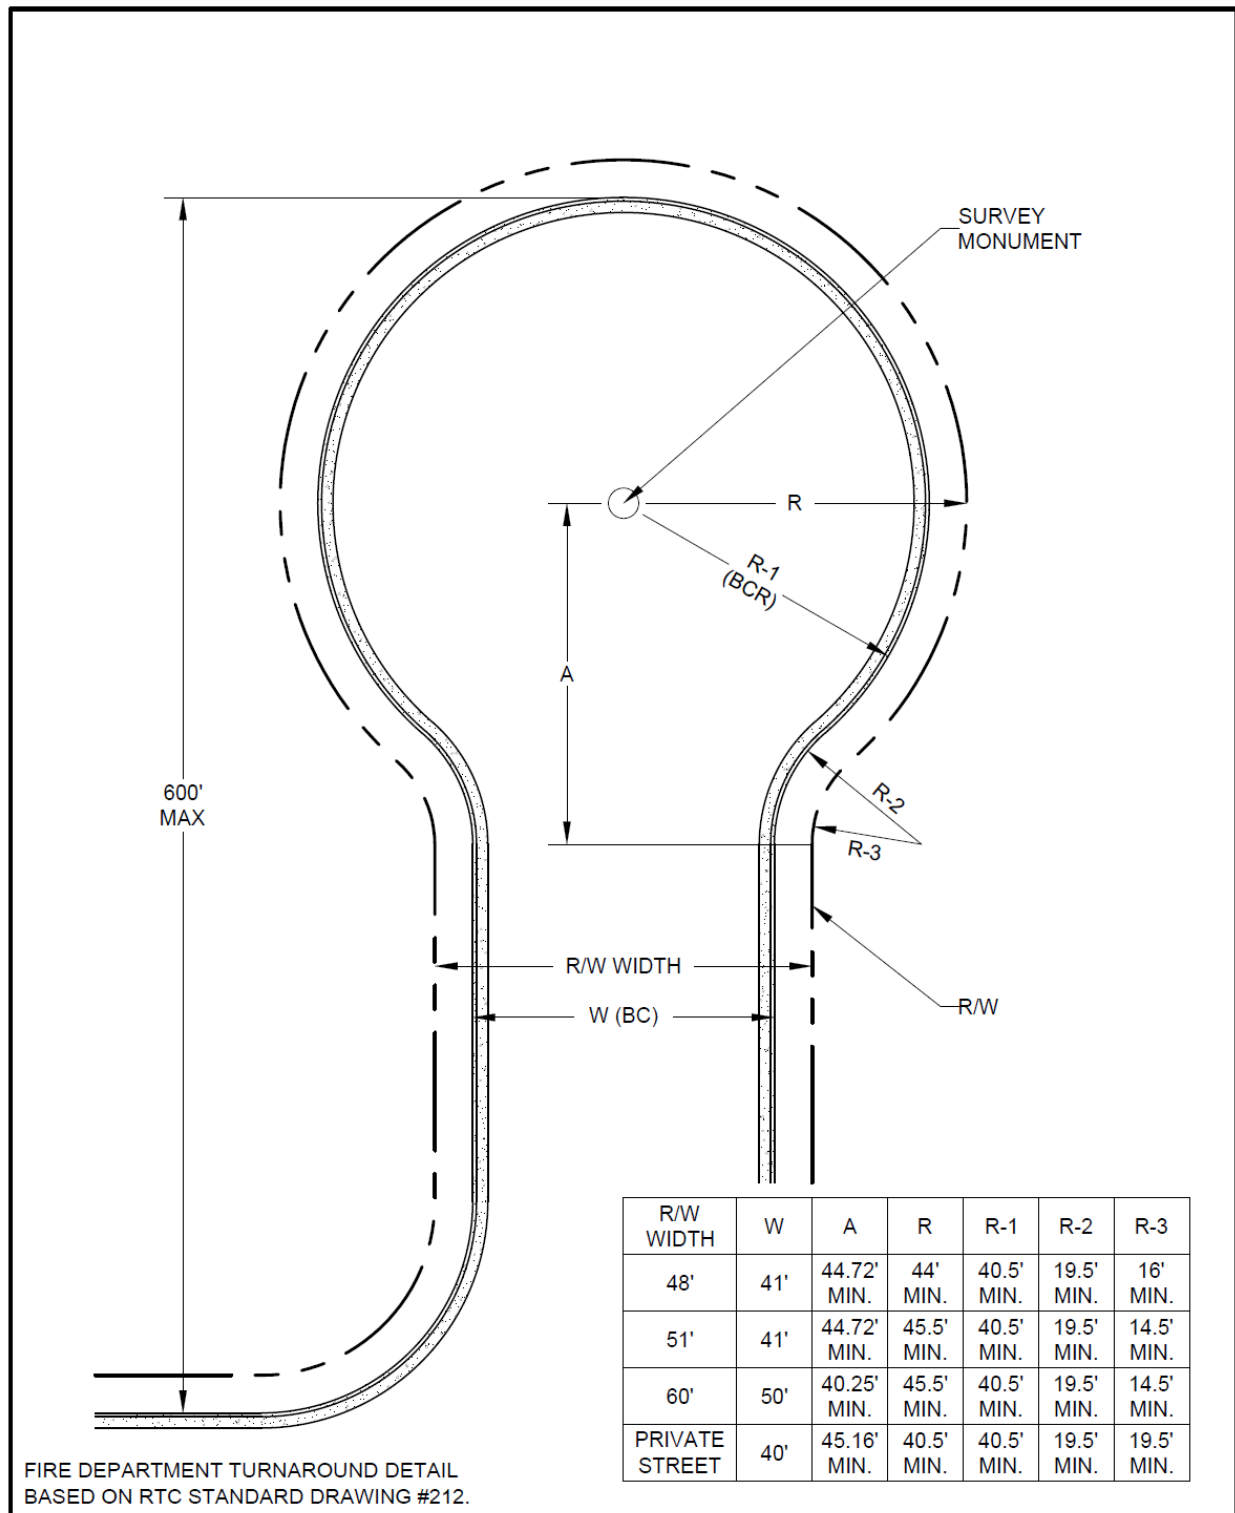 SURVEY
MONUMENT
R
R-1
(BCR)
A
600'
MAX
R-2
R-3
R/W WIDTH
W (BC)
R/W
R/W WIDTH W A R R-1 R-2 R-3
48' 41' 44.72' MIN. 44' MIN. 40.5' MIN. 19.5' MIN. 16' MIN.
51' 41' 44.72' MIN. 45.5' MIN. 40.5' MIN. 19.5' MIN. 14.5' MIN.
60' 50' 40.25' MIN. 45.5' MIN. 40.5' MIN. 19.5' MIN. 14.5' MIN.
PRIVATE STREET 40' 45.16' MIN. 40.5' MIN. 40.5' MIN. 19.5' MIN. 19.5' MIN.
FIRE DEPARTMENT TURNAROUND DETAIL
BASED ON RTC STANDARD DRAWING #212.